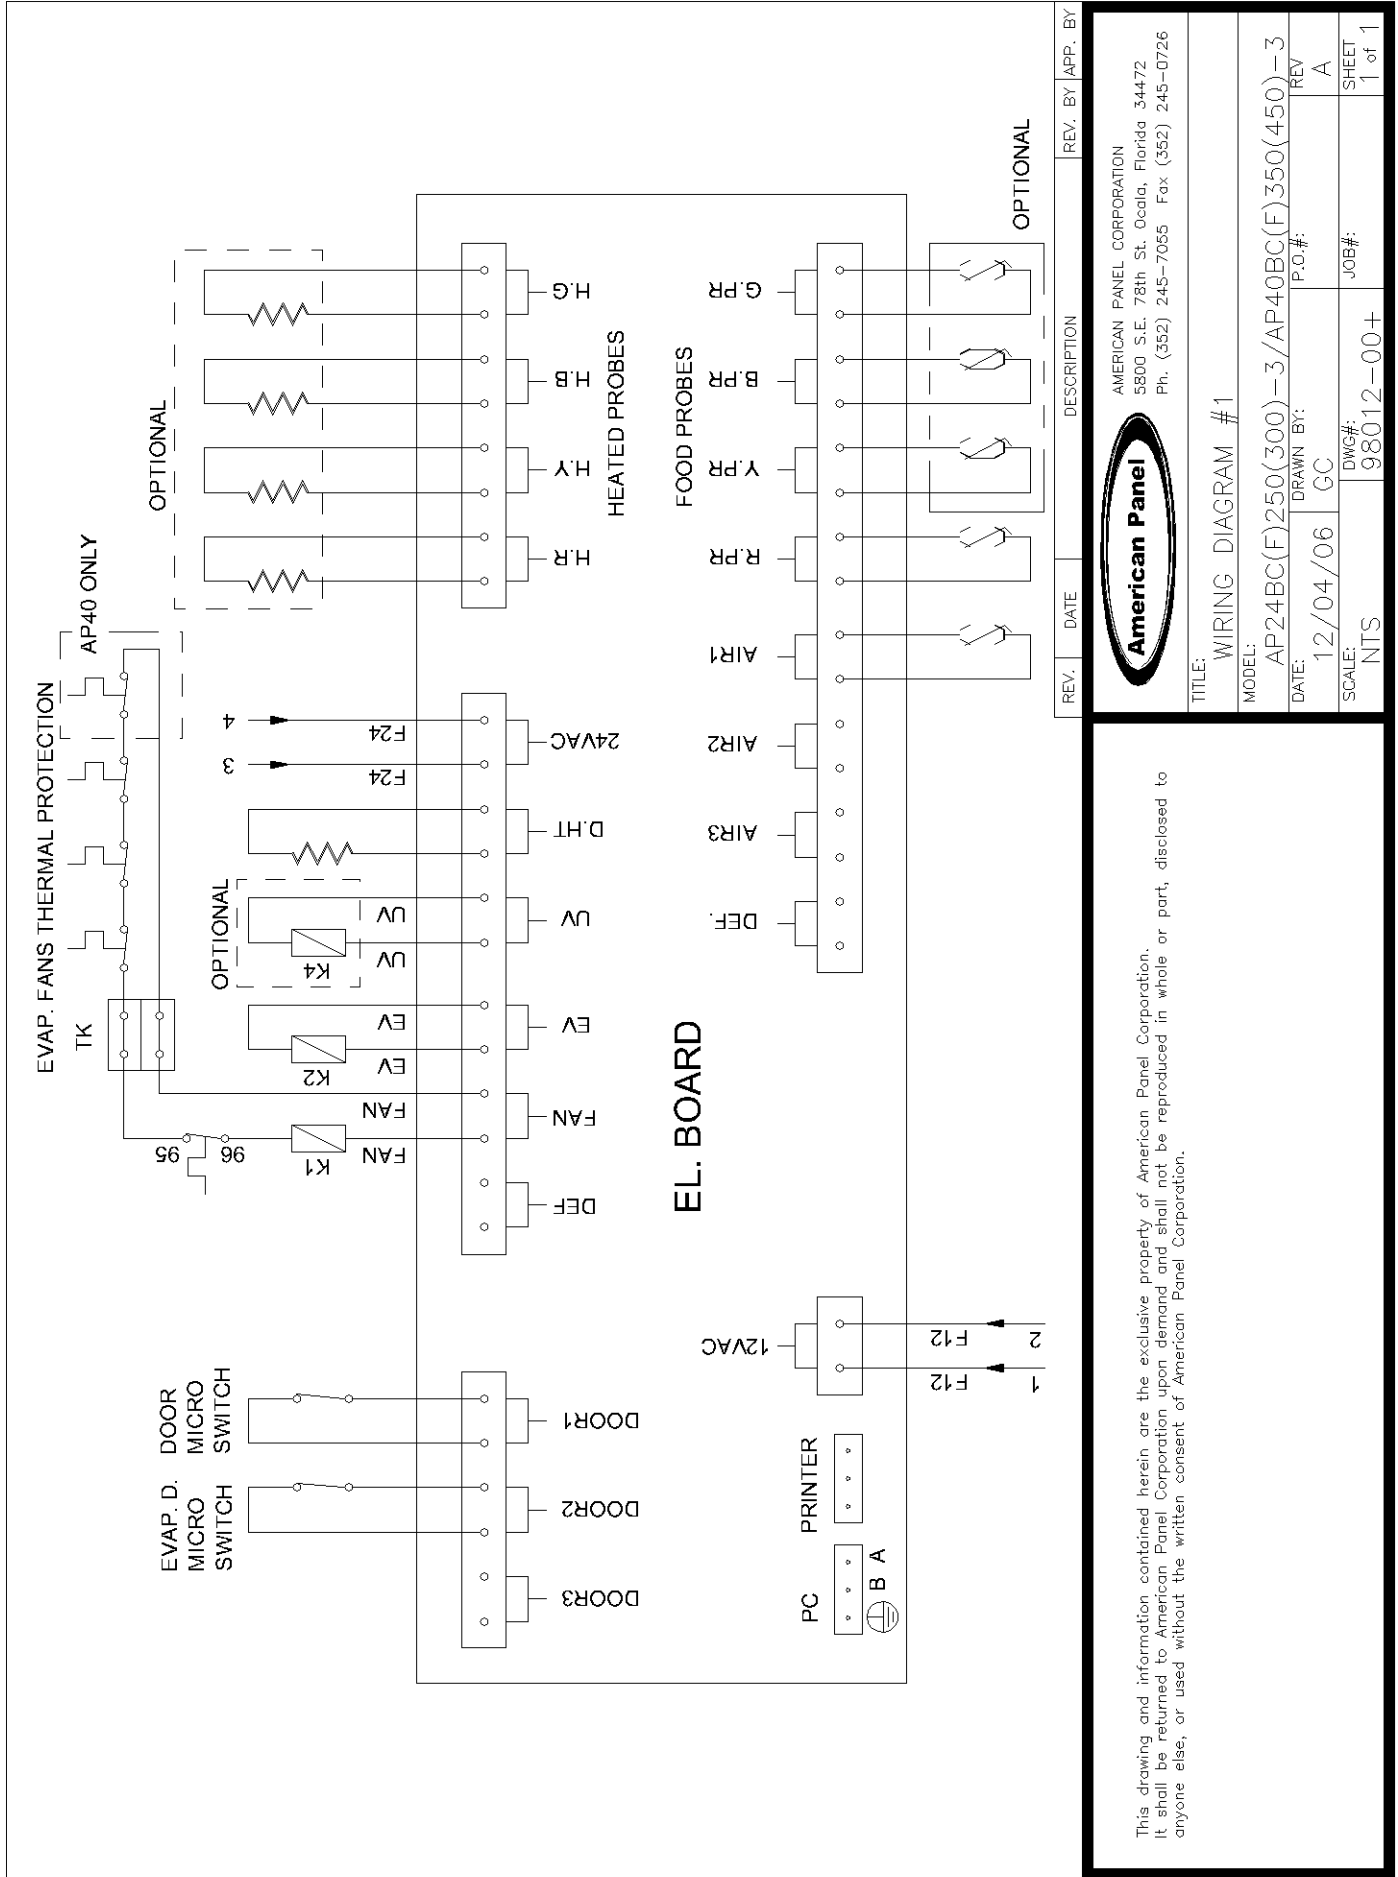 EVAP. FANS THERMAL PROTECTION
AP40 ONLY
TK
95
96
K1
FAN
FAN
K2
EV
EV
OPTIONAL
K4
UV
UV
3
4
F24
F24
OPTIONAL
EVAP. D.
MICRO
SWITCH
DOOR
MICRO
SWITCH
DOOR3
DOOR2
DOOR1
DEF
FAN
EV
UV
D.HT
24VAC
H.R
H.Y
H.B
H.G
HEATED PROBES
EL. BOARD
FOOD PROBES
12VAC
DEF.
AIR3
AIR2
AIR1
R.PR
Y.PR
B.PR
G.PR
PC
PRINTER
B
A
F12
F12
1
2
OPTIONAL
REV.
DATE
DESCRIPTION
REV. BY
APP. BY
American Panel
AMERICAN PANEL CORPORATION
5800 S.E. 78th St. Ocala, Florida 34472
Ph. (352) 245-7055 Fax (352) 245-0726
TITLE:
WIRING DIAGRAM #1
MODEL:
AP24BC(F)250(300)-3/AP40BC(F)350(450)-3
DATE:
12/04/06
DRAWN BY:
GC
P.O.#:
REV
A
SCALE:
NTS
DWG#:
98012-00+
JOB#:
SHEET
1 of 1
This drawing and information contained herein are the exclusive property of American Panel Corporation.
It shall be returned to American Panel Corporation upon demand and shall not be reproduced in whole or part, disclosed to
anyone else, or used without the written consent of American Panel Corporation.